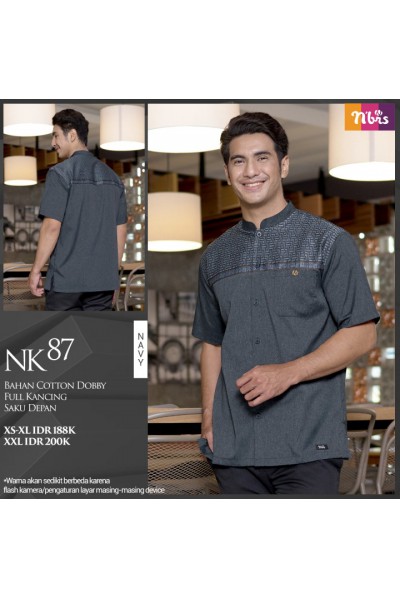 Nbrs
NK 87
NAVY
BAHAN COTTON DOBBY
FULL KANCING
SAKU DEPAN
XS-XL IDR 188K
XXL IDR 200K
•Warna akan sedikit berbeda karena
flash kamera/pengaturan layar masing-masing device